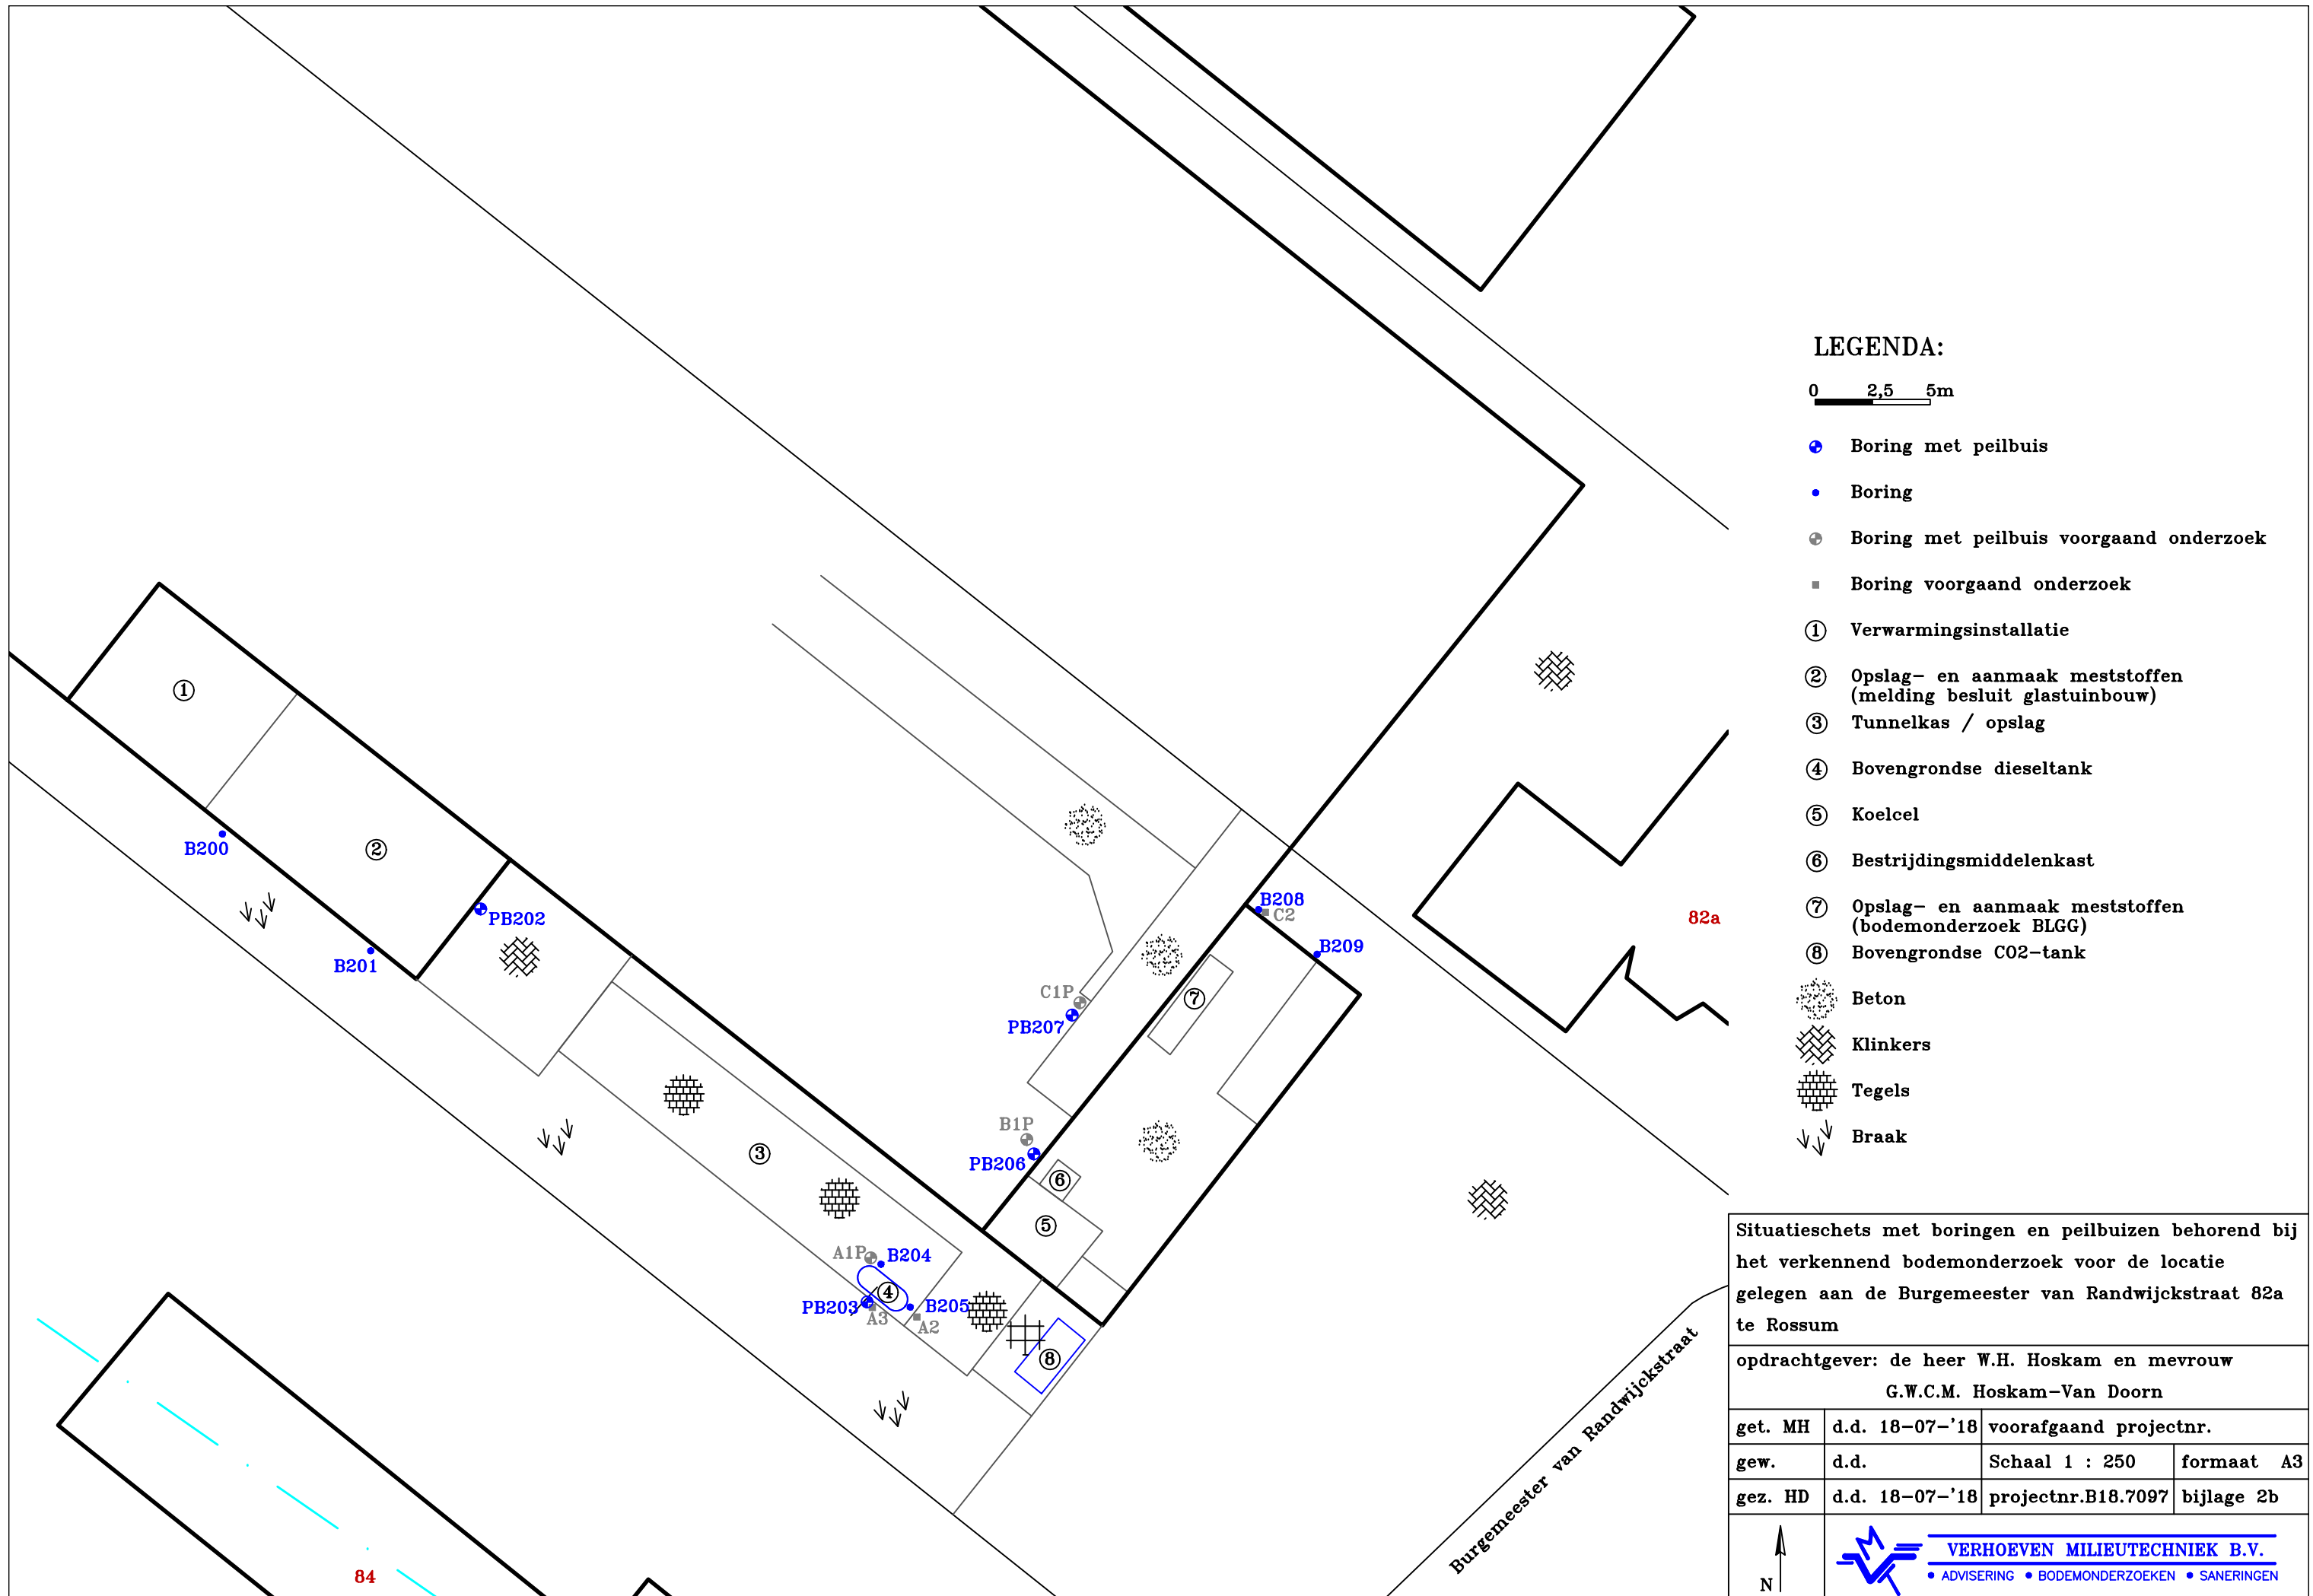 LEGENDA:
0 2,5 5m
Boring met peilbuis
Boring
Boring met peilbuis voorgaand onderzoek
Boring voorgaand onderzoek
1 Verwarmingsinstallatie
2 Opslag- en aanmaak meststoffen
(melding besluit glastuinbouw)
3 Tunnelkas / opslag
4 Bovengrondse dieseltank
5 Koelcel
6 Bestrijdingsmiddelenkast
7 Opslag- en aanmaak meststoffen
(bodemonderzoek BLGG)
8 Bovengrondse CO2-tank
Beton
Klinkers
Tegels
Braak
1
2
B200
PB202
B201
B208
C2
B209
82a
7
C1P
PB207
B1P
PB206
6
3
5
A1P
B204
4
PB203
B205
A3
A2
8
84
Burgemeester van Randwijckstraat
Situatieschets met boringen en peilbuizen behorend bij
het verkennend bodemonderzoek voor de locatie
gelegen aan de Burgemeester van Randwijckstraat 82a
te Rossum
opdrachtgever: de heer W.H. Hoskam en mevrouw
G.W.C.M. Hoskam-Van Doorn
get. MH d.d. 18-07-'18 voorafgaand projectnr.
gew. d.d. Schaal 1 : 250 formaat A3
gez. HD d.d. 18-07-'18 projectnr.B18.7097 bijlage 2b
N
VERHOEVEN MILIEUTECHNIEK B.V.
• ADVISERING • BODEMONDERZOEKEN • SANERINGEN